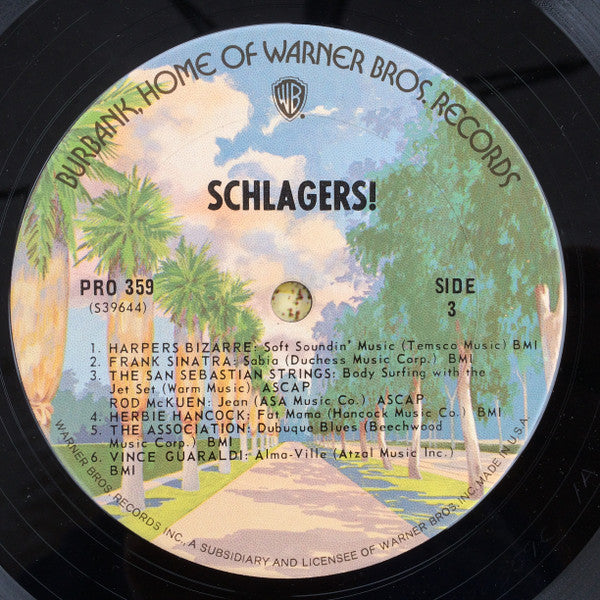 BURBANK, HOME OF WARNER BROS. RECORDS
WB
SCHLAGERS!
PRO 359
(S39644)
SIDE
3
1. HARPERS BIZARRE: Soft Soundin' Music (Temsco Music) BMI
2. FRANK SINATRA: Sabia (Duchess Music Corp.) BMI
3. THE SAN SEBASTIAN STRINGS: Body Surfing with the
Jet Set (Warm Music) ASCAP
ROD McKUEN: Jean (ASA Music Co.) ASCAP
4. HERBIE HANCOCK: Fat Mama (Hancock Music Co.) BMI
5. THE ASSOCIATION: Dubuque Blues (Beechwood
Music Corp.) BMI
6. VINCE GUARALDI: Alma-Ville (Atzal Music Inc.)
BMI
WARNER BROS. RECORDS INC., A SUBSIDIARY AND LICENSEE OF WARNER BROS. INC. MADE IN U.S.A.